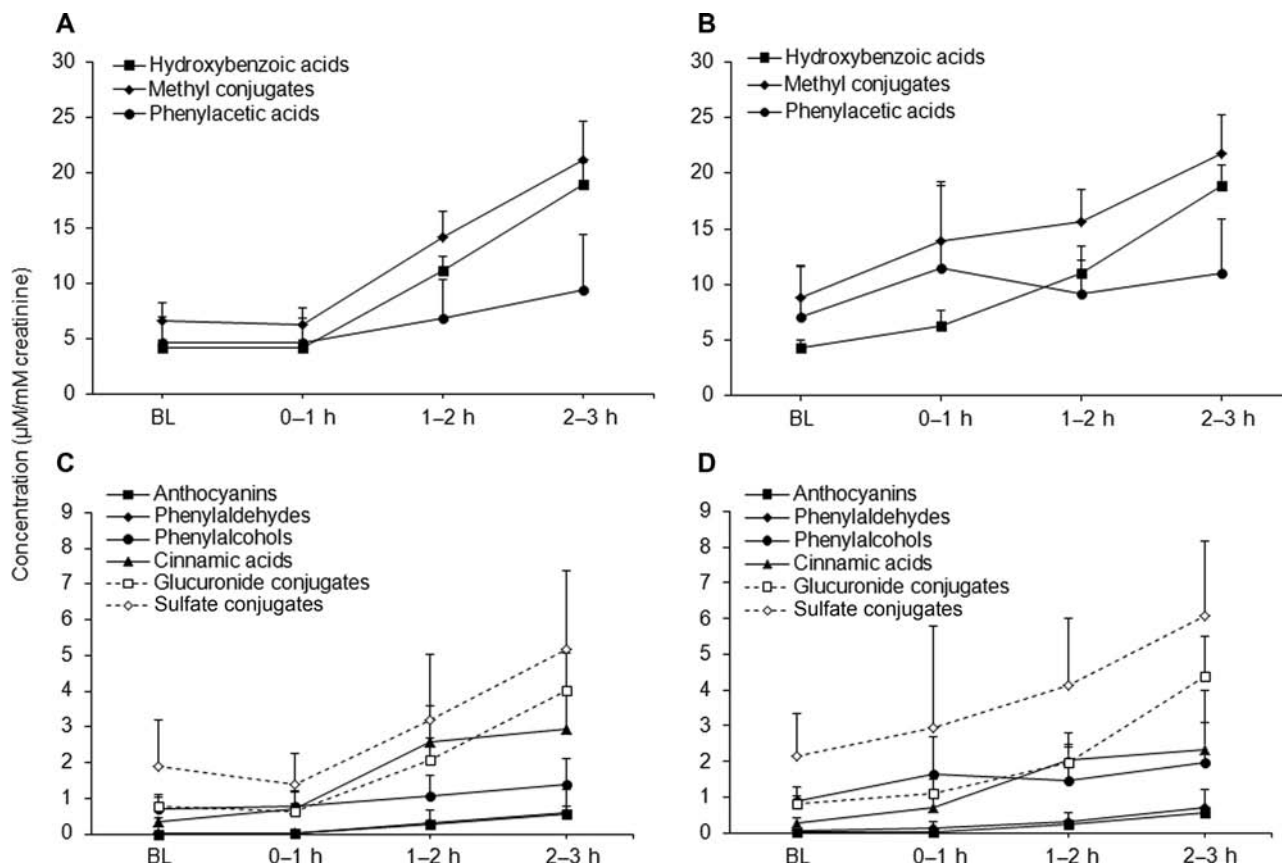 A
Hydroxybenzoic acids
Methyl conjugates
Phenylacetic acids
30
25
20
15
10
5
0
BL 0–1 h 1–2 h 2–3 h
B
Hydroxybenzoic acids
Methyl conjugates
Phenylacetic acids
30
25
20
15
10
5
0
BL 0–1 h 1–2 h 2–3 h
Concentration (µM/mM creatinine)
C
Anthocyanins
Phenylaldehydes
Phenylalcohols
Cinnamic acids
Glucuronide conjugates
Sulfate conjugates
9
8
7
6
5
4
3
2
1
0
BL 0–1 h 1–2 h 2–3 h
D
Anthocyanins
Phenylaldehydes
Phenylalcohols
Cinnamic acids
Glucuronide conjugates
Sulfate conjugates
9
8
7
6
5
4
3
2
1
0
BL 0–1 h 1–2 h 2–3 h